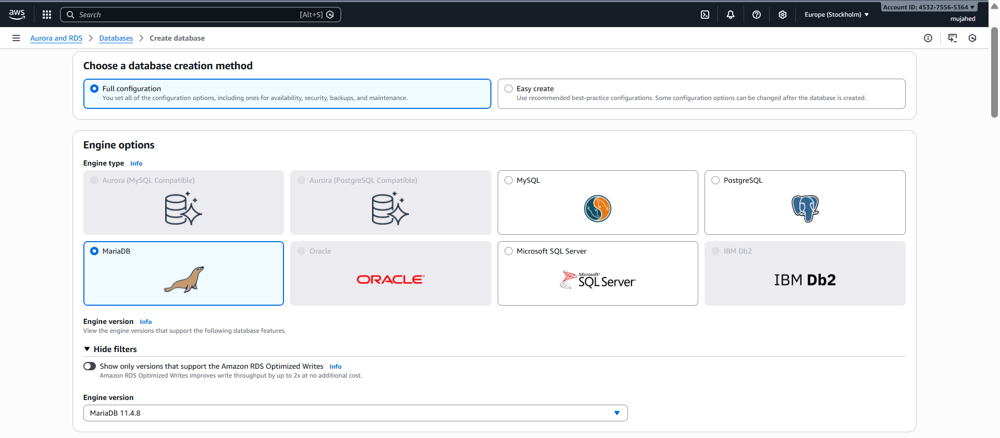 aws
Search
[Alt+S]
Europe (Stockholm)
Account ID: 4532-7556-5364
mujahed
Aurora and RDS
Databases
Create database
Choose a database creation method
Full configuration
You set all of the configuration options, including ones for availability, security, backups, and maintenance.
Easy create
Use recommended best-practice configurations. Some configuration options can be changed after the database is created.
Engine options
Engine type Info
Aurora (MySQL Compatible)
Aurora (PostgreSQL Compatible)
MySQL
PostgreSQL
MariaDB
Oracle
ORACLE
Microsoft SQL Server
Microsoft®
SQL Server
IBM Db2
IBM Db2
Engine version Info
View the engine versions that support the following database features.
Hide filters
Show only versions that support the Amazon RDS Optimized Writes Info
Amazon RDS Optimized Writes improves write throughput by up to 2x at no additional cost.
Engine version
MariaDB 11.4.8